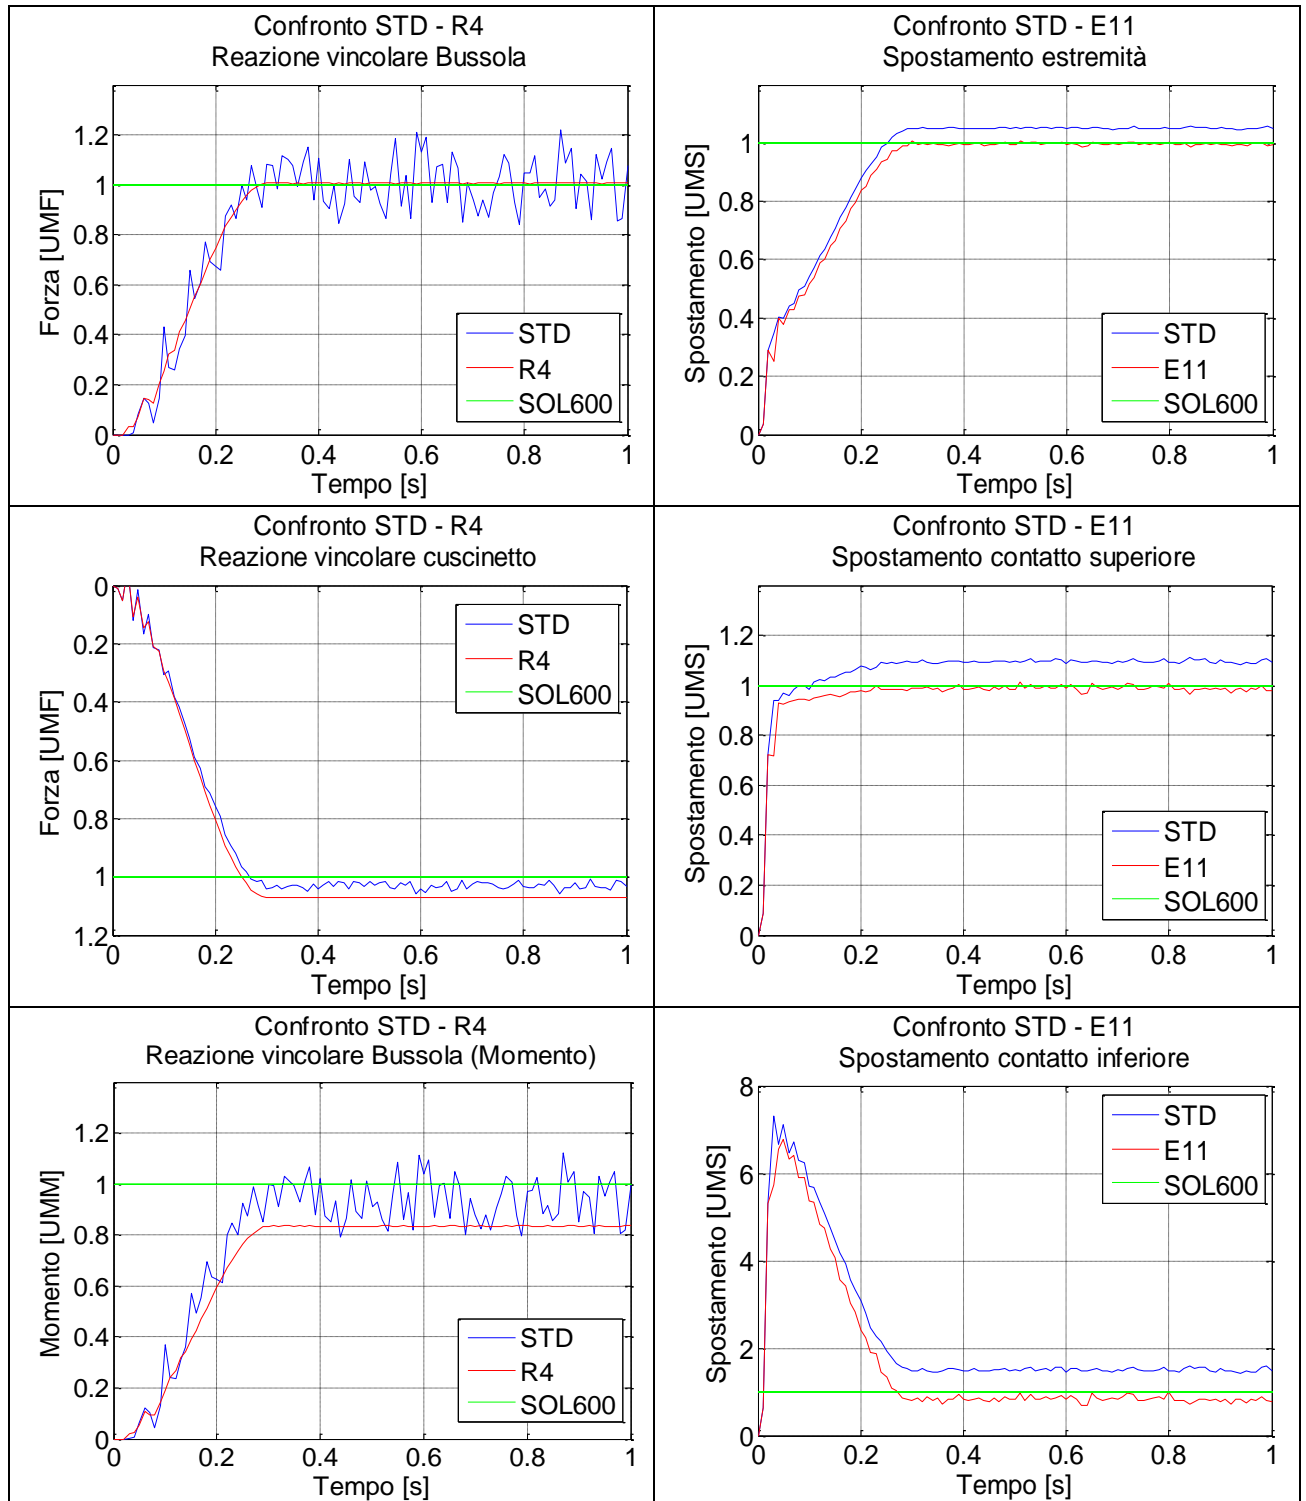 Confronto STD - R4
Reazione vincolare Bussola
Forza [UMF]
1.2
1
0.8
0.6
0.4
0.2
0
0 0.2 0.4 0.6 0.8 1
Tempo [s]
STD
R4
SOL600
Confronto STD - E11
Spostamento estremità
Spostamento [UMS]
1
0.8
0.6
0.4
0.2
0
0 0.2 0.4 0.6 0.8 1
Tempo [s]
STD
E11
SOL600
Confronto STD - R4
Reazione vincolare cuscinetto
Forza [UMF]
0
0.2
0.4
0.6
0.8
1
1.2
0 0.2 0.4 0.6 0.8 1
Tempo [s]
STD
R4
SOL600
Confronto STD - E11
Spostamento contatto superiore
Spostamento [UMS]
1.2
1
0.8
0.6
0.4
0.2
0
0 0.2 0.4 0.6 0.8 1
Tempo [s]
STD
E11
SOL600
Confronto STD - R4
Reazione vincolare Bussola (Momento)
Momento [UMM]
1.2
1
0.8
0.6
0.4
0.2
0
0 0.2 0.4 0.6 0.8 1
Tempo [s]
STD
R4
SOL600
Confronto STD - E11
Spostamento contatto inferiore
Spostamento [UMS]
8
6
4
2
0
0 0.2 0.4 0.6 0.8 1
Tempo [s]
STD
E11
SOL600